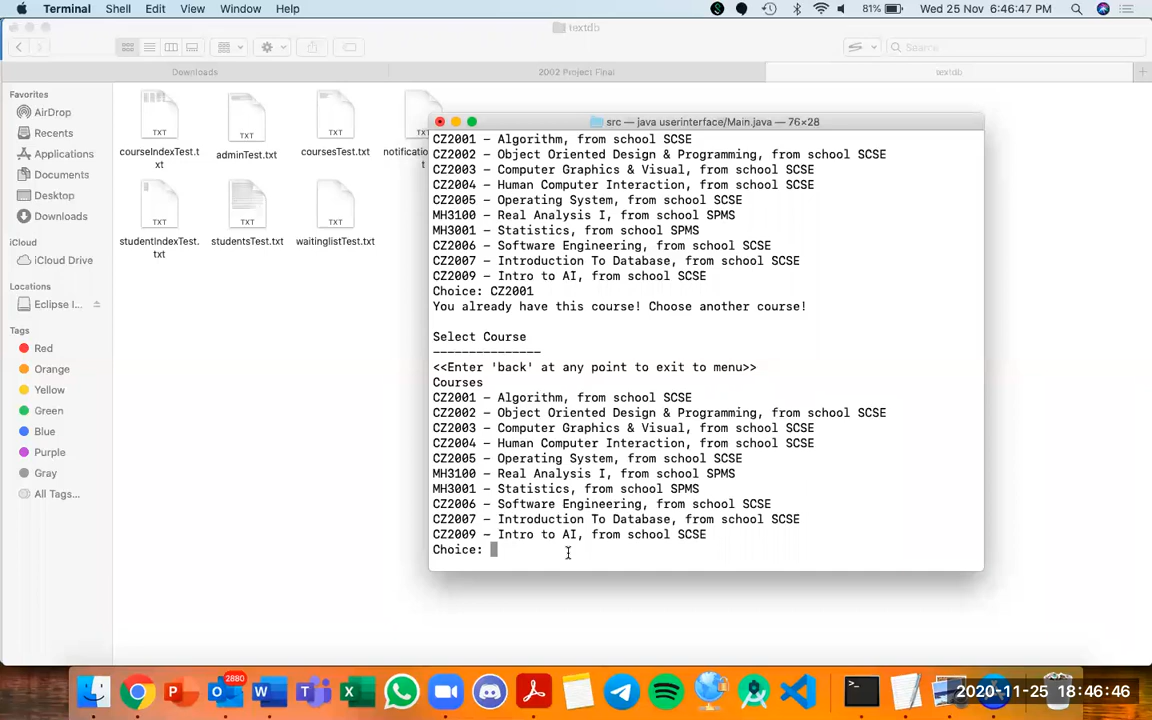 Terminal Shell Edit View Window Help 81% Wed 25 Nov 6:46:47 PM
textdb
Search
Downloads 2002 Project Final textdb
Favorites
AirDrop
Recents
Applications
Documents
Desktop
Downloads
iCloud
iCloud Drive
Locations
Eclipse I...
Tags
Red
Orange
Yellow
Green
Blue
Purple
Gray
All Tags...
TXT TXT TXT
courseIndexTest.t
xt
adminTest.txt
coursesTest.txt
notification
t
TXT TXT TXT
studentIndexTest.
txt
studentsTest.txt
waitinglistTest.txt
src — java userinterface/Main.java — 76×28
CZ2001 - Algorithm, from school SCSE
CZ2002 - Object Oriented Design & Programming, from school SCSE
CZ2003 - Computer Graphics & Visual, from school SCSE
CZ2004 - Human Computer Interaction, from school SCSE
CZ2005 - Operating System, from school SCSE
MH3100 - Real Analysis I, from school SPMS
MH3001 - Statistics, from school SPMS
CZ2006 - Software Engineering, from school SCSE
CZ2007 - Introduction To Database, from school SCSE
CZ2009 - Intro to AI, from school SCSE
Choice: CZ2001
You already have this course! Choose another course!
Select Course
---------------
<<Enter 'back' at any point to exit to menu>>
Courses
CZ2001 - Algorithm, from school SCSE
CZ2002 - Object Oriented Design & Programming, from school SCSE
CZ2003 - Computer Graphics & Visual, from school SCSE
CZ2004 - Human Computer Interaction, from school SCSE
CZ2005 - Operating System, from school SCSE
MH3100 - Real Analysis I, from school SPMS
MH3001 - Statistics, from school SPMS
CZ2006 - Software Engineering, from school SCSE
CZ2007 - Introduction To Database, from school SCSE
CZ2009 - Intro to AI, from school SCSE
Choice:
2880
2020-11-25 18:46:46